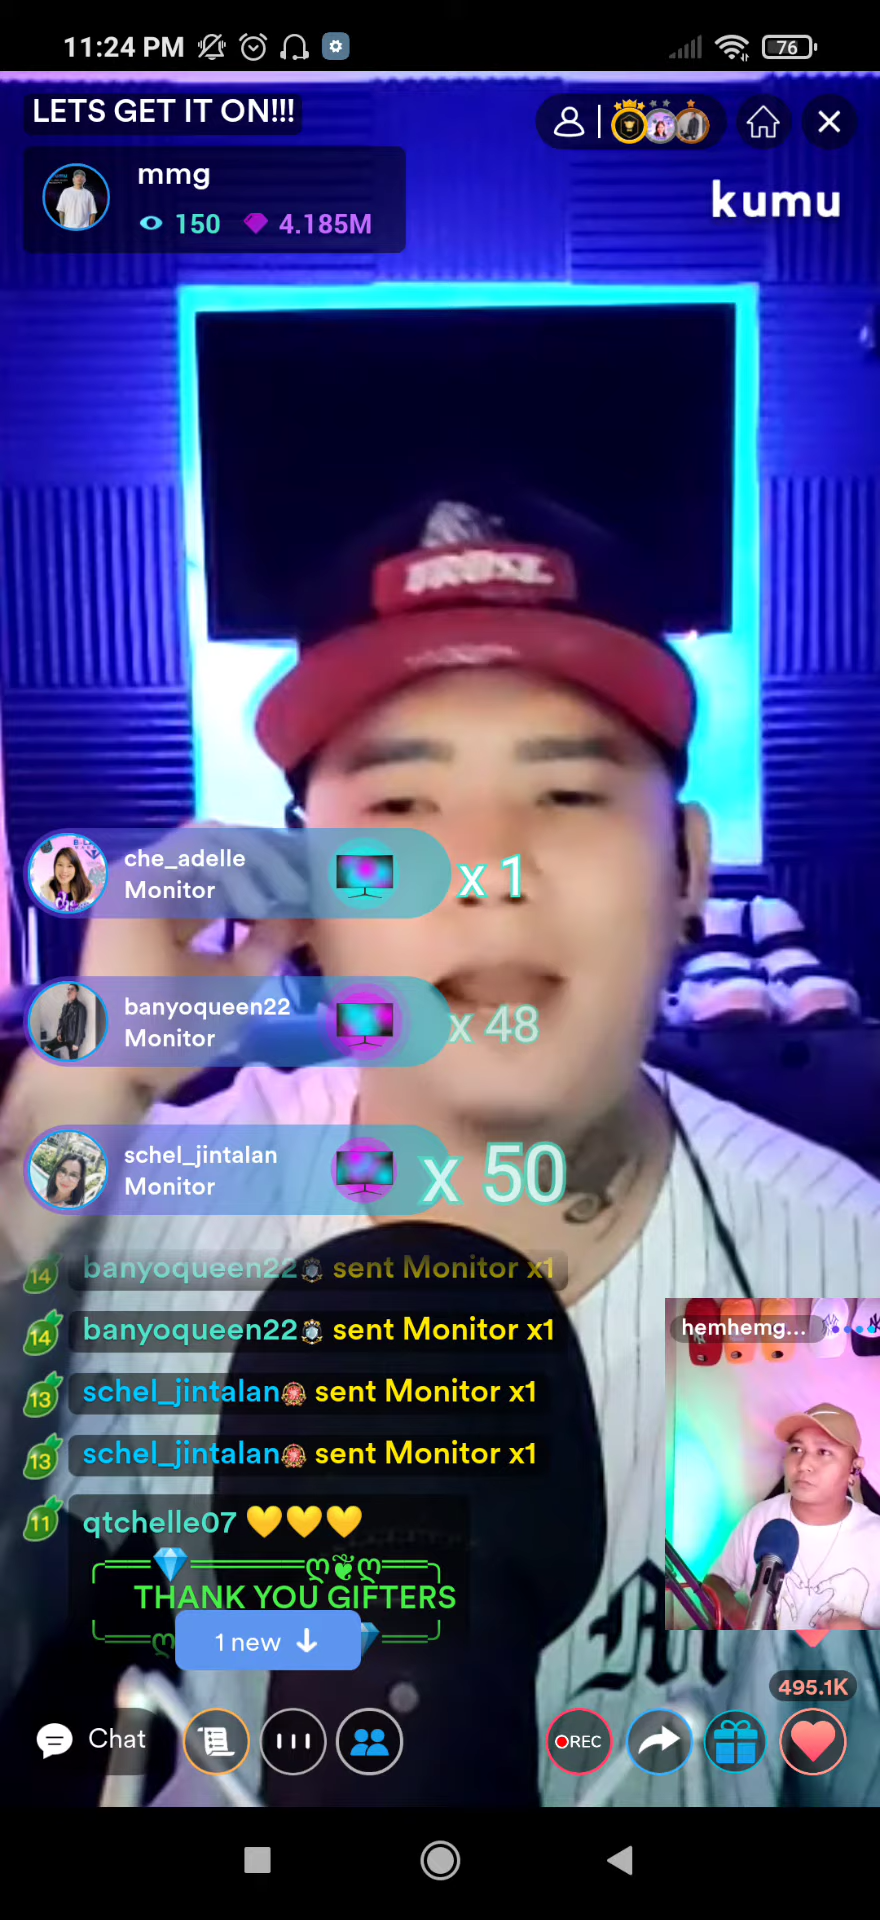 11:24 PM
76
LETS GET IT ON!!!
mmg
150 4.185M
kumu
che_adelle
Monitor
x 1
banyoqueen22
Monitor
x 48
schel_jintalan
Monitor
x 50
14 banyoqueen22 sent Monitor x1
14 banyoqueen22 sent Monitor x1
13 schel_jintalan sent Monitor x1
13 schel_jintalan sent Monitor x1
11 qtchelle07 💛💛💛
THANK YOU GIFTERS
1 new ↓
hemhemg...
495.1K
Chat
REC